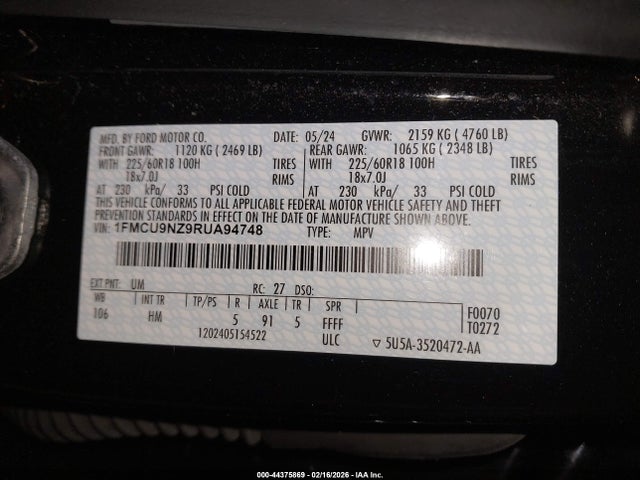 MFD. BY FORD MOTOR CO. DATE: 05/24 GVWR: 2159 KG ( 4760 LB)
FRONT GAWR: 1120 KG ( 2469 LB) REAR GAWR: 1065 KG ( 2348 LB)
WITH 225/60R18 100H TIRES WITH 225/60R18 100H TIRES
18x7.0J RIMS 18x7.0J RIMS
AT 230 kPa/ 33 PSI COLD AT 230 kPa/ 33 PSI COLD
THIS VEHICLE CONFORMS TO ALL APPLICABLE FEDERAL MOTOR VEHICLE SAFETY AND THEFT
PREVENTION STANDARDS IN EFFECT ON THE DATE OF MANUFACTURE SHOWN ABOVE.
VIN: 1FMCU9NZ9RUA94748 TYPE: MPV
EXT PNT: UM RC: 27 DSO:
WB INT TR TP/PS R AXLE TR SPR
106 HM 5 91 5 FFFF F0070
T0272
1202405154522 ULC ▽ 5U5A-3520472-AA
000-44375869 - 02/16/2026 - IAA Inc.